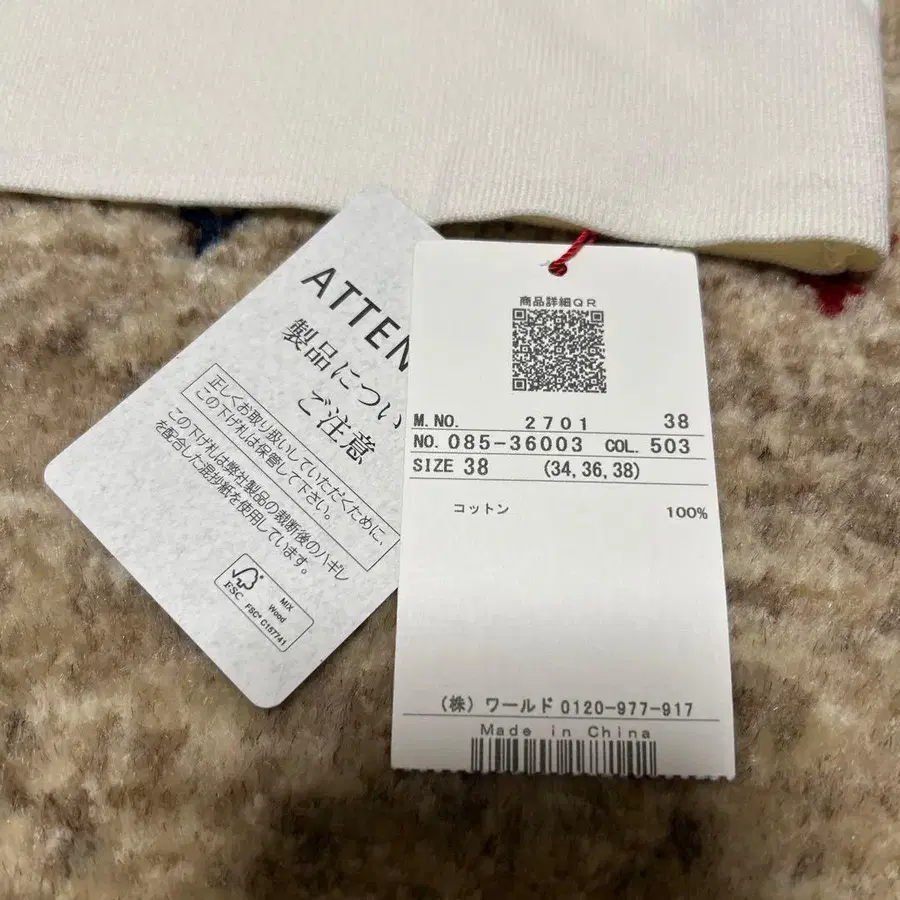 ATTEN
製品につい
ご注意
正しくお取り扱いしていただくために、
この下げ札は保管して下さい。
この下げ札は弊社製品の裁断後のハギレ
を配合した混抄紙を使用しています。
FSC
MIX
Wood
FSC® C157741
商品詳細QR
M.NO. 2701 38
NO. 085-36003 COL. 503
SIZE 38 (34, 36, 38)
コットン 100%
(株) ワールド 0120-977-917
Made in China